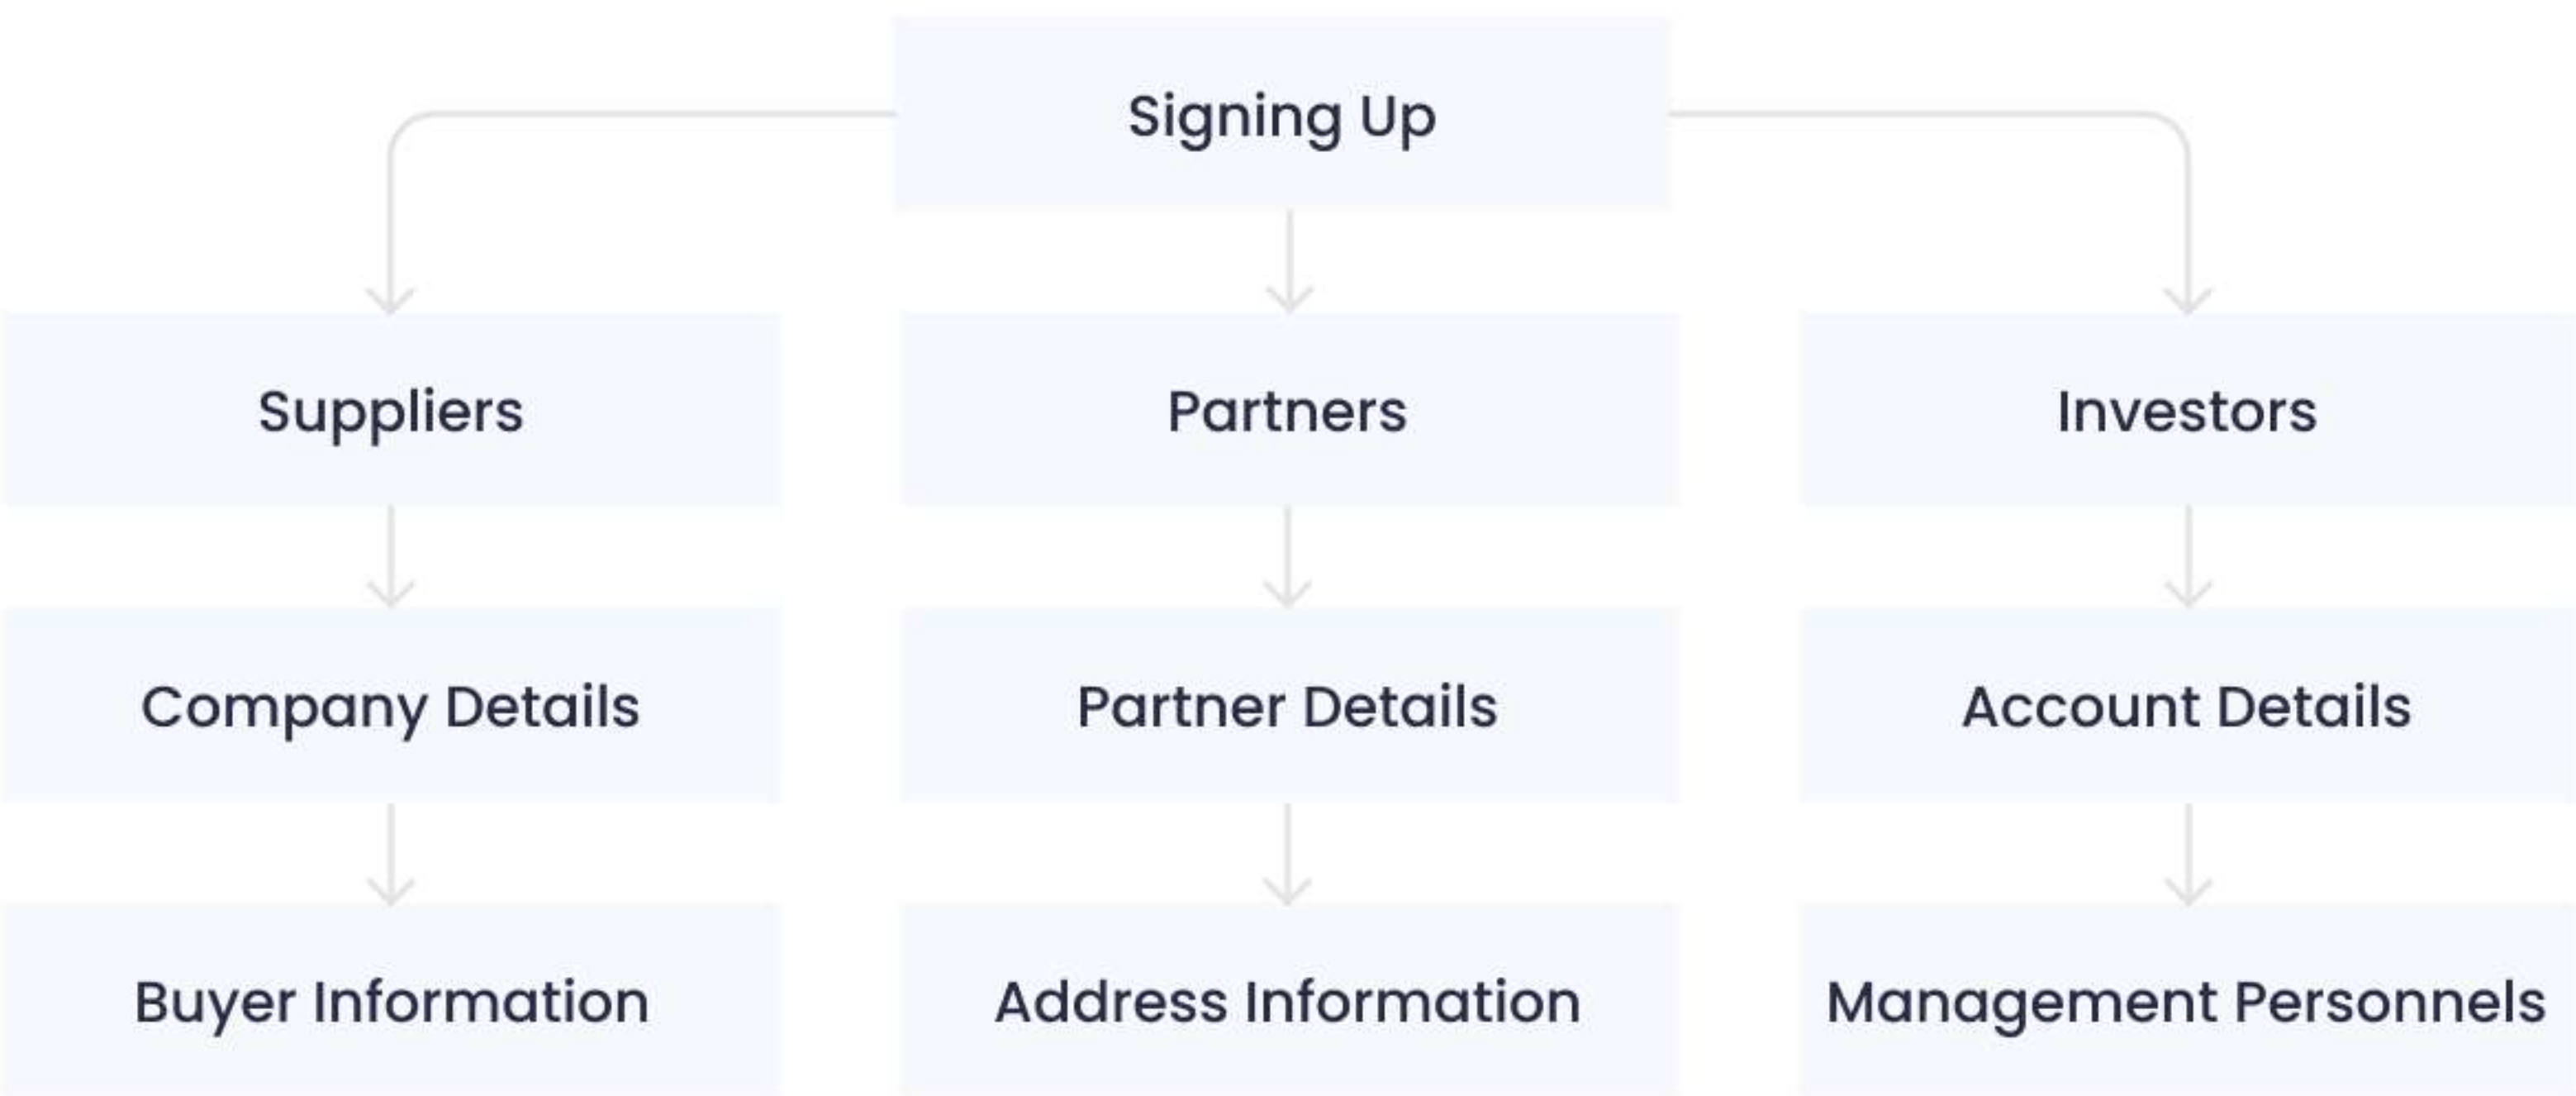 Signing Up
Suppliers
Partners
Investors
Company Details
Partner Details
Account Details
Buyer Information
Address Information
Management Personnels